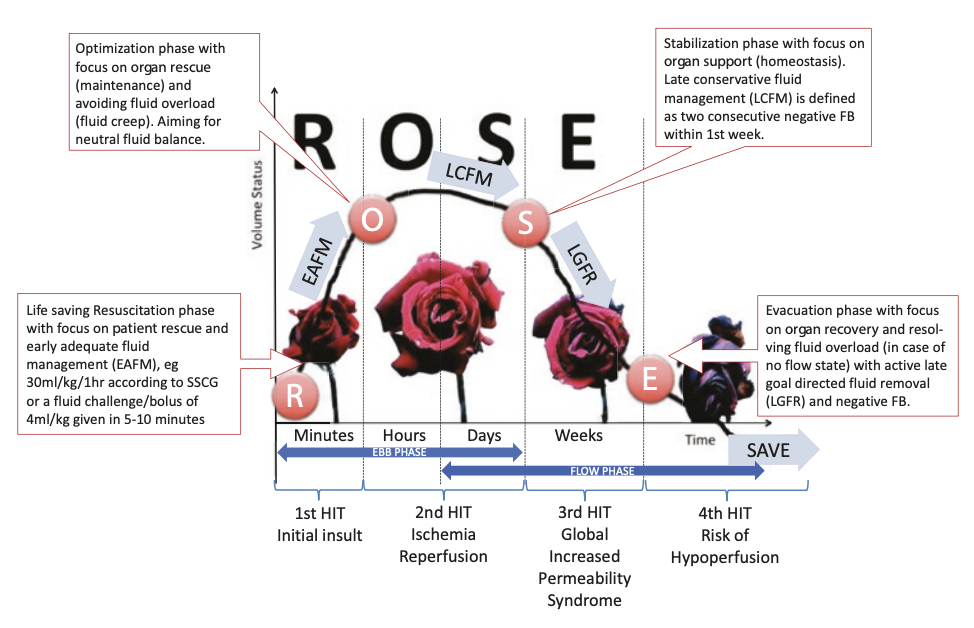 Optimization phase with
focus on organ rescue
(maintenance) and
avoiding fluid overload
(fluid creep). Aiming for
neutral fluid balance.
Stabilization phase with focus on
organ support (homeostasis).
Late conservative fluid
management (LCFM) is defined
as two consecutive negative FB
within 1st week.
R O S E
Volume Status
LCFM
O
S
EAFM
LGFR
Life saving Resuscitation phase
with focus on patient rescue and
early adequate fluid
management (EAFM), eg
30ml/kg/1hr according to SSCG
or a fluid challenge/bolus of
4ml/kg given in 5-10 minutes
Evacuation phase with focus
on organ recovery and resol-
ving fluid overload (in case of
no flow state) with active late
goal directed fluid removal
(LGFR) and negative FB.
R
E
Minutes Hours Days Weeks Time
EBB PHASE
SAVE
FLOW PHASE
1st HIT
Initial insult
2nd HIT
Ischemia
Reperfusion
3rd HIT
Global
Increased
Permeability
Syndrome
4th HIT
Risk of
Hypoperfusion